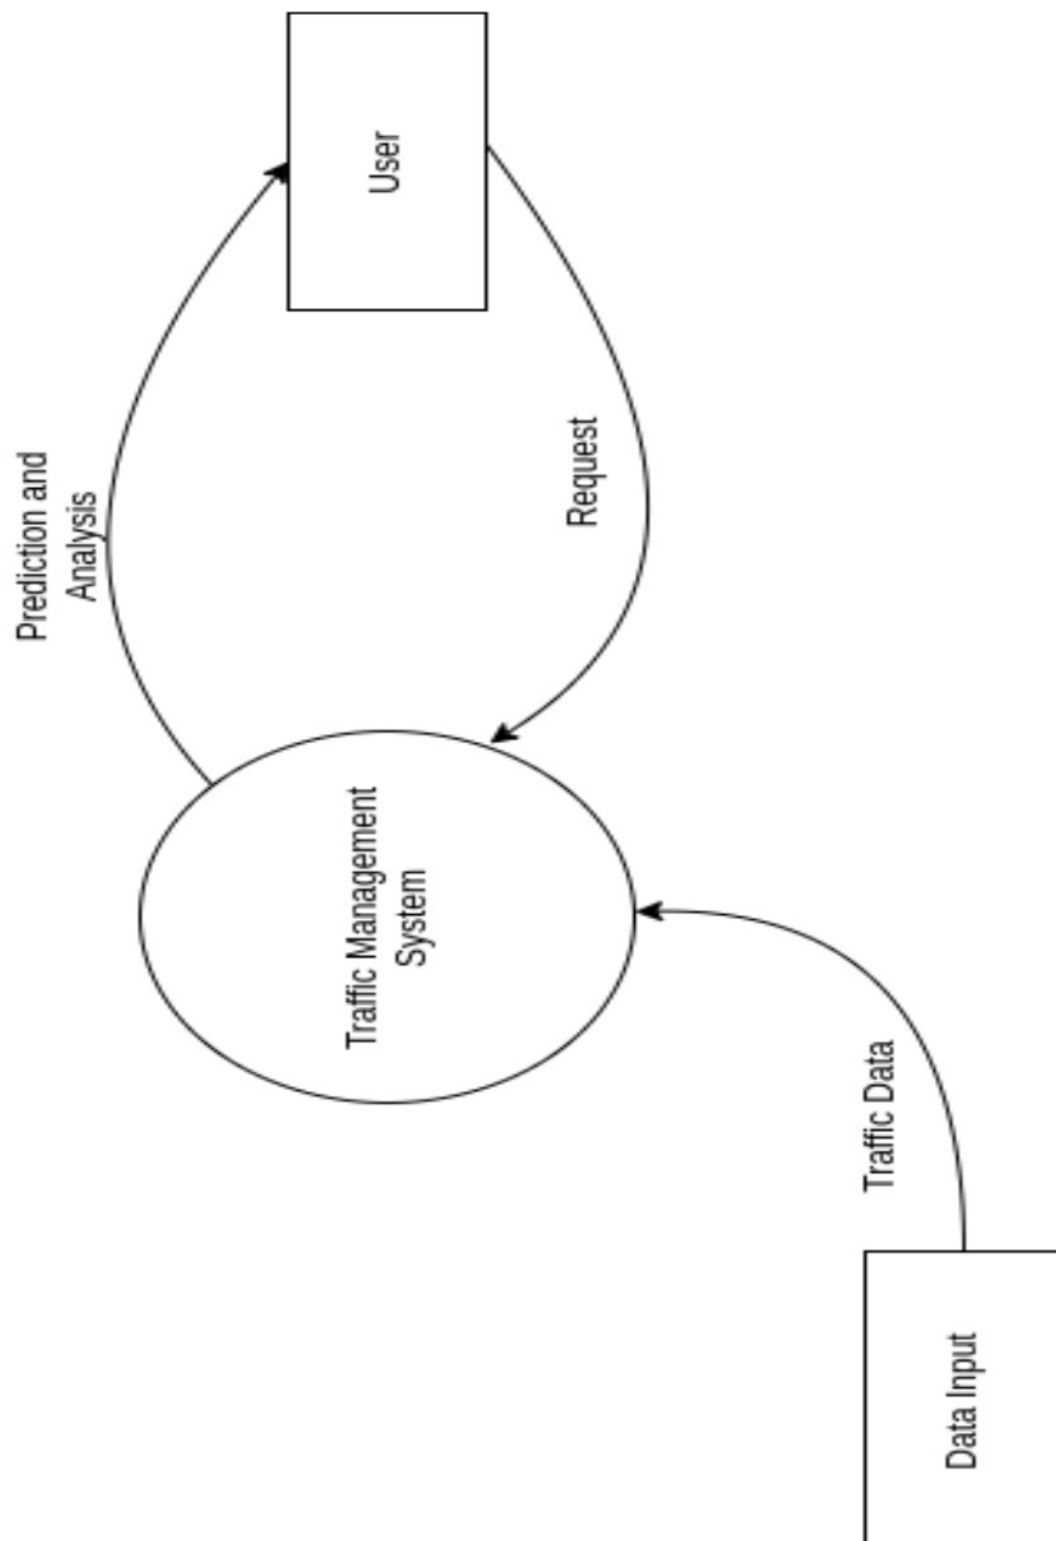 Prediction and
Analysis
User
Request
Traffic Management
System
Traffic Data
Data Input